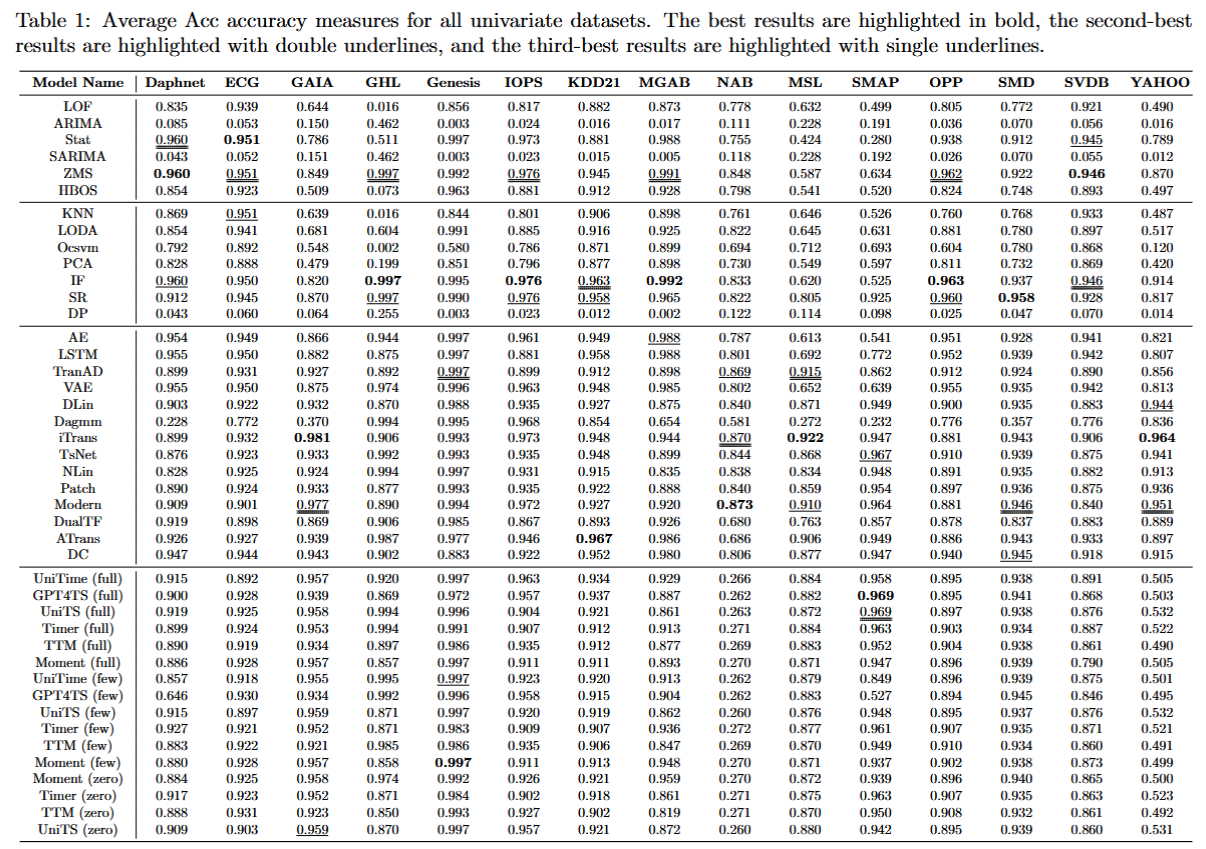 Table 1: Average Acc accuracy measures for all univariate datasets. The best results are highlighted in bold, the second-best
results are highlighted with double underlines, and the third-best results are highlighted with single underlines.
Model Name Daphnet ECG GAIA GHL Genesis IOPS KDD21 MGAB NAB MSL SMAP OPP SMD SVDB YAHOO
LOF 0.835 0.939 0.644 0.016 0.856 0.817 0.882 0.873 0.778 0.632 0.499 0.805 0.772 0.921 0.490
ARIMA 0.085 0.053 0.150 0.462 0.003 0.024 0.016 0.017 0.111 0.228 0.191 0.036 0.070 0.056 0.016
Stat 0.960 0.951 0.786 0.511 0.997 0.973 0.881 0.988 0.755 0.424 0.280 0.938 0.912 0.945 0.789
SARIMA 0.043 0.052 0.151 0.462 0.003 0.023 0.015 0.005 0.118 0.228 0.192 0.026 0.070 0.055 0.012
ZMS 0.960 0.951 0.849 0.997 0.992 0.976 0.945 0.991 0.848 0.587 0.634 0.962 0.922 0.946 0.870
HBOS 0.854 0.923 0.509 0.073 0.963 0.881 0.912 0.928 0.798 0.541 0.520 0.824 0.748 0.893 0.497
KNN 0.869 0.951 0.639 0.016 0.844 0.801 0.906 0.898 0.761 0.646 0.526 0.760 0.768 0.933 0.487
LODA 0.854 0.941 0.681 0.604 0.991 0.885 0.916 0.925 0.822 0.645 0.631 0.881 0.780 0.897 0.517
Ocsvm 0.792 0.892 0.548 0.002 0.580 0.786 0.871 0.899 0.694 0.712 0.693 0.604 0.780 0.868 0.120
PCA 0.828 0.888 0.479 0.199 0.851 0.796 0.877 0.898 0.730 0.549 0.597 0.811 0.732 0.869 0.420
IF 0.960 0.950 0.820 0.997 0.995 0.976 0.963 0.992 0.833 0.620 0.525 0.963 0.937 0.946 0.914
SR 0.912 0.945 0.870 0.997 0.990 0.976 0.958 0.965 0.822 0.805 0.925 0.960 0.958 0.928 0.817
DP 0.043 0.060 0.064 0.255 0.003 0.023 0.012 0.002 0.122 0.114 0.098 0.025 0.047 0.070 0.014
AE 0.954 0.949 0.866 0.944 0.997 0.961 0.949 0.988 0.787 0.613 0.541 0.951 0.928 0.941 0.821
LSTM 0.955 0.950 0.882 0.875 0.997 0.881 0.958 0.988 0.801 0.692 0.772 0.952 0.939 0.942 0.807
TranAD 0.899 0.931 0.927 0.892 0.997 0.899 0.912 0.898 0.869 0.915 0.862 0.912 0.924 0.890 0.856
VAE 0.955 0.950 0.875 0.974 0.996 0.963 0.948 0.985 0.802 0.652 0.639 0.955 0.935 0.942 0.813
DLin 0.903 0.922 0.932 0.870 0.988 0.935 0.927 0.875 0.840 0.871 0.949 0.900 0.935 0.883 0.944
Dagmm 0.228 0.772 0.370 0.994 0.995 0.968 0.854 0.654 0.581 0.272 0.232 0.776 0.357 0.776 0.836
iTrans 0.899 0.932 0.981 0.906 0.993 0.973 0.948 0.944 0.870 0.922 0.947 0.881 0.943 0.906 0.964
TsNet 0.876 0.923 0.933 0.992 0.993 0.935 0.948 0.899 0.844 0.868 0.967 0.910 0.939 0.875 0.941
NLin 0.828 0.925 0.924 0.994 0.997 0.931 0.915 0.835 0.838 0.834 0.948 0.891 0.935 0.882 0.913
Patch 0.890 0.924 0.933 0.877 0.993 0.935 0.922 0.888 0.840 0.859 0.954 0.897 0.936 0.875 0.936
Modern 0.909 0.901 0.977 0.890 0.994 0.972 0.927 0.920 0.873 0.910 0.964 0.881 0.946 0.840 0.951
DualTF 0.919 0.898 0.869 0.906 0.985 0.867 0.893 0.926 0.680 0.763 0.857 0.878 0.837 0.883 0.889
ATrans 0.926 0.927 0.939 0.987 0.977 0.946 0.967 0.986 0.686 0.906 0.949 0.886 0.943 0.933 0.897
DC 0.947 0.944 0.943 0.902 0.883 0.922 0.952 0.980 0.806 0.877 0.947 0.940 0.945 0.918 0.915
UniTime (full) 0.915 0.892 0.957 0.920 0.997 0.963 0.934 0.929 0.266 0.884 0.958 0.895 0.938 0.891 0.505
GPT4TS (full) 0.900 0.928 0.939 0.869 0.972 0.957 0.937 0.887 0.262 0.882 0.969 0.895 0.941 0.868 0.503
UniTS (full) 0.919 0.925 0.958 0.994 0.996 0.904 0.921 0.861 0.263 0.872 0.969 0.897 0.938 0.876 0.532
Timer (full) 0.899 0.924 0.953 0.994 0.991 0.907 0.912 0.913 0.271 0.884 0.963 0.903 0.934 0.887 0.522
TTM (full) 0.890 0.919 0.934 0.897 0.986 0.935 0.912 0.877 0.269 0.883 0.952 0.904 0.938 0.861 0.490
Moment (full) 0.886 0.928 0.957 0.857 0.997 0.911 0.911 0.893 0.270 0.871 0.947 0.896 0.939 0.790 0.505
UniTime (few) 0.857 0.918 0.955 0.995 0.997 0.923 0.920 0.913 0.262 0.879 0.849 0.896 0.939 0.875 0.501
GPT4TS (few) 0.646 0.930 0.934 0.992 0.996 0.958 0.915 0.904 0.262 0.883 0.527 0.894 0.945 0.846 0.495
UniTS (few) 0.915 0.897 0.959 0.871 0.997 0.920 0.919 0.862 0.260 0.876 0.948 0.895 0.937 0.876 0.532
Timer (few) 0.927 0.921 0.952 0.871 0.983 0.909 0.907 0.936 0.272 0.877 0.961 0.907 0.935 0.871 0.521
TTM (few) 0.883 0.922 0.921 0.985 0.986 0.935 0.906 0.847 0.269 0.870 0.949 0.910 0.934 0.860 0.491
Moment (few) 0.880 0.928 0.957 0.858 0.997 0.911 0.913 0.948 0.270 0.871 0.937 0.902 0.938 0.873 0.499
Moment (zero) 0.884 0.925 0.958 0.974 0.992 0.926 0.921 0.959 0.270 0.872 0.939 0.896 0.940 0.865 0.500
Timer (zero) 0.917 0.923 0.952 0.871 0.984 0.902 0.918 0.861 0.271 0.875 0.963 0.907 0.935 0.863 0.523
TTM (zero) 0.888 0.931 0.923 0.850 0.993 0.927 0.902 0.819 0.271 0.870 0.950 0.908 0.932 0.861 0.492
UniTS (zero) 0.909 0.903 0.959 0.870 0.997 0.957 0.921 0.872 0.260 0.880 0.942 0.895 0.939 0.860 0.531